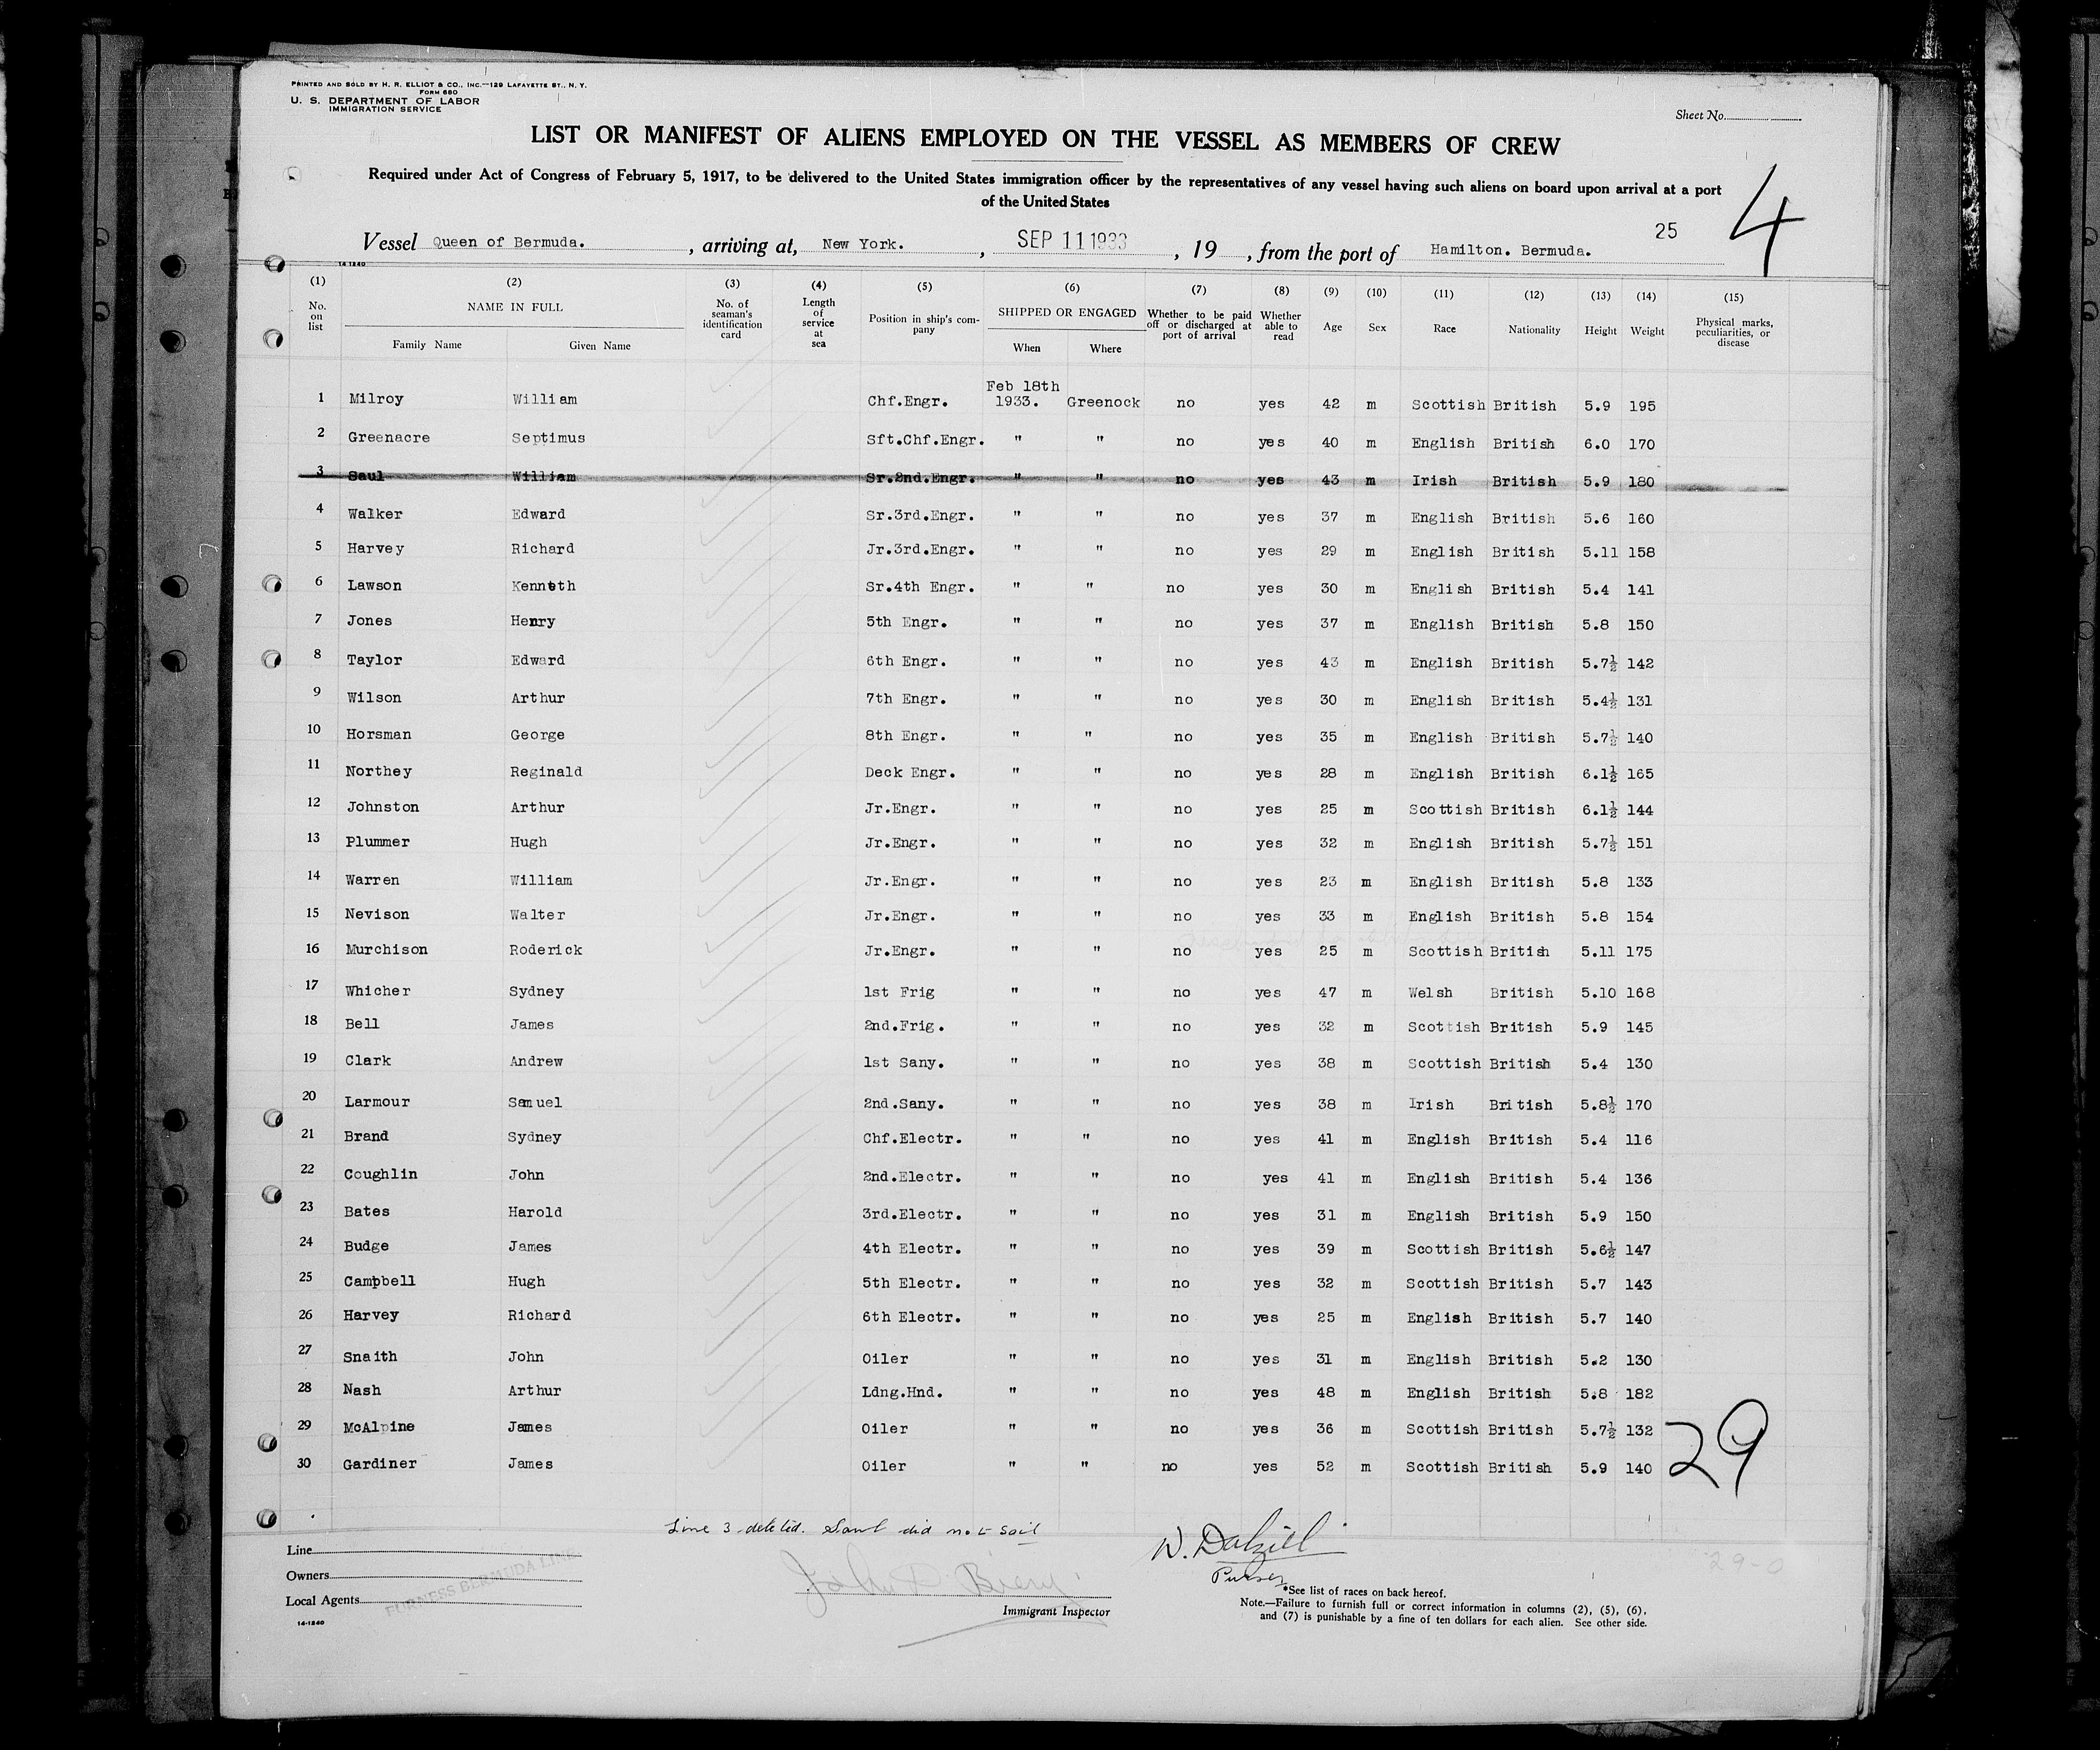 PRINTED AND SOLD BY H. R. ELLIOT & CO., INC.—129 LAFAYETTE ST., N. Y.
FORM 680
U. S. DEPARTMENT OF LABOR
IMMIGRATION SERVICE
Sheet No.
LIST OR MANIFEST OF ALIENS EMPLOYED ON THE VESSEL AS MEMBERS OF CREW
4
Required under Act of Congress of February 5, 1917, to be delivered to the United States immigration officer by the representatives of any vessel having such aliens on board upon arrival at a port
of the United States
25
Vessel Queen of Bermuda. , arriving at, New York. , SEP 11 1933 , 19 , from the port of Hamilton. Bermuda.
14-1240
(1) (2) (3) (4) (5) (6) (7) (8) (9) (10) (11) (12) (13) (14) (15)
No. on list NAME IN FULL Family Name Given Name No. of seaman's identification card Length of service at sea Position in ship's company SHIPPED OR ENGAGED When Where Whether to be paid off or discharged at port of arrival Whether able to read Age Sex Race Nationality Height Weight Physical marks, peculiarities, or disease
1 Milroy William Chf.Engr. Feb 18th 1933. Greenock no yes 42 m Scottish British 5.9 195
2 Greenacre Septimus Sft.Chf.Engr. " " no yes 40 m English British 6.0 170
3 Saul William Sr.2nd.Engr. " " no yes 43 m Irish British 5.9 180
4 Walker Edward Sr.3rd.Engr. " " no yes 37 m English British 5.6 160
5 Harvey Richard Jr.3rd.Engr. " " no yes 29 m English British 5.11 158
6 Lawson Kenneth Sr.4th Engr. " " no yes 30 m English British 5.4 141
7 Jones Henry 5th Engr. " " no yes 37 m English British 5.8 150
8 Taylor Edward 6th Engr. " " no yes 43 m English British 5.7½ 142
9 Wilson Arthur 7th Engr. " " no yes 30 m English British 5.4½ 131
10 Horsman George 8th Engr. " " no yes 35 m English British 5.7½ 140
11 Northey Reginald Deck Engr. " " no yes 28 m English British 6.1½ 165
12 Johnston Arthur Jr.Engr. " " no yes 25 m Scottish British 6.1½ 144
13 Plummer Hugh Jr.Engr. " " no yes 32 m English British 5.7½ 151
14 Warren William Jr.Engr. " " no yes 23 m English British 5.8 133
15 Nevison Walter Jr.Engr. " " no yes 33 m English British 5.8 154
16 Murchison Roderick Jr.Engr. " " no yes 25 m Scottish British 5.11 175
17 Whicher Sydney 1st Frig " " no yes 47 m Welsh British 5.10 168
18 Bell James 2nd.Frig. " " no yes 32 m Scottish British 5.9 145
19 Clark Andrew 1st Sany. " " no yes 38 m Scottish British 5.4 130
20 Larmour Samuel 2nd.Sany. " " no yes 38 m Irish British 5.8½ 170
21 Brand Sydney Chf.Electr. " " no yes 41 m English British 5.4 116
22 Coughlin John 2nd.Electr. " " no yes 41 m English British 5.4 136
23 Bates Harold 3rd.Electr. " " no yes 31 m English British 5.9 150
24 Budge James 4th Electr. " " no yes 39 m Scottish British 5.6½ 147
25 Campbell Hugh 5th Electr. " " no yes 32 m Scottish British 5.7 143
26 Harvey Richard 6th Electr. " " no yes 25 m English British 5.7 140
27 Snaith John Oiler " " no yes 31 m English British 5.2 130
28 Nash Arthur Ldng.Hnd. " " no yes 48 m English British 5.8 182
29 McAlpine James Oiler " " no yes 36 m Scottish British 5.7½ 132
30 Gardiner James Oiler " " no yes 52 m Scottish British 5.9 140
29
Line 3 deleted. Saul did not sail
W. Dalziel
Purser
29-0
Line
Owners
Local Agents
FURNESS BERMUDA LINE
14-1240
John D Biery
Immigrant Inspector
*See list of races on back hereof.
Note.—Failure to furnish full or correct information in columns (2), (5), (6),
and (7) is punishable by a fine of ten dollars for each alien. See other side.